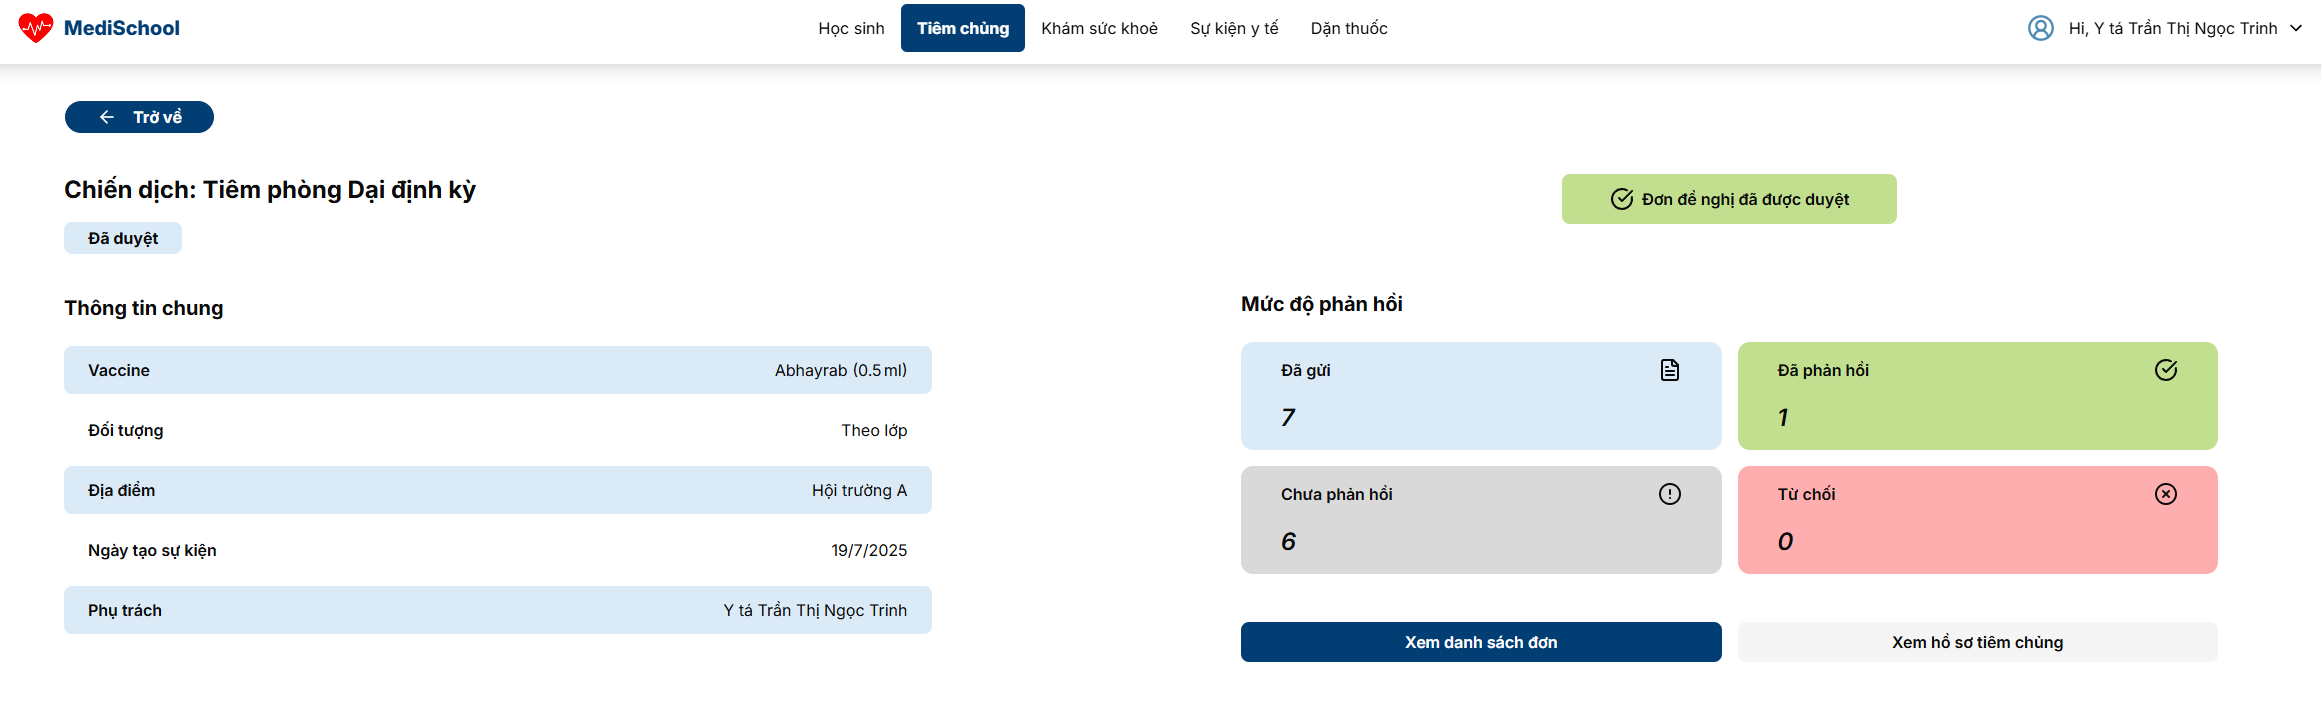 MediSchool
Học sinh
Tiêm chủng
Khám sức khoẻ
Sự kiện y tế
Dặn thuốc
Hi, Y tá Trần Thị Ngọc Trinh
Trở về
Chiến dịch: Tiêm phòng Dại định kỳ
Đã duyệt
Đơn đề nghị đã được duyệt
Thông tin chung
Vaccine Abhayrab (0.5 ml)
Đối tượng Theo lớp
Địa điểm Hội trường A
Ngày tạo sự kiện 19/7/2025
Phụ trách Y tá Trần Thị Ngọc Trinh
Mức độ phản hồi
Đã gửi
7
Đã phản hồi
1
Chưa phản hồi
6
Từ chối
0
Xem danh sách đơn
Xem hồ sơ tiêm chủng